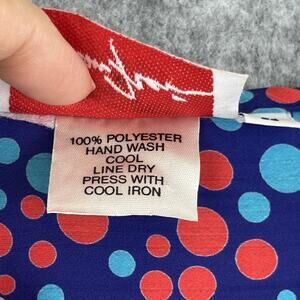 100% POLYESTER
HAND WASH
COOL
LINE DRY
PRESS WITH
COOL IRON